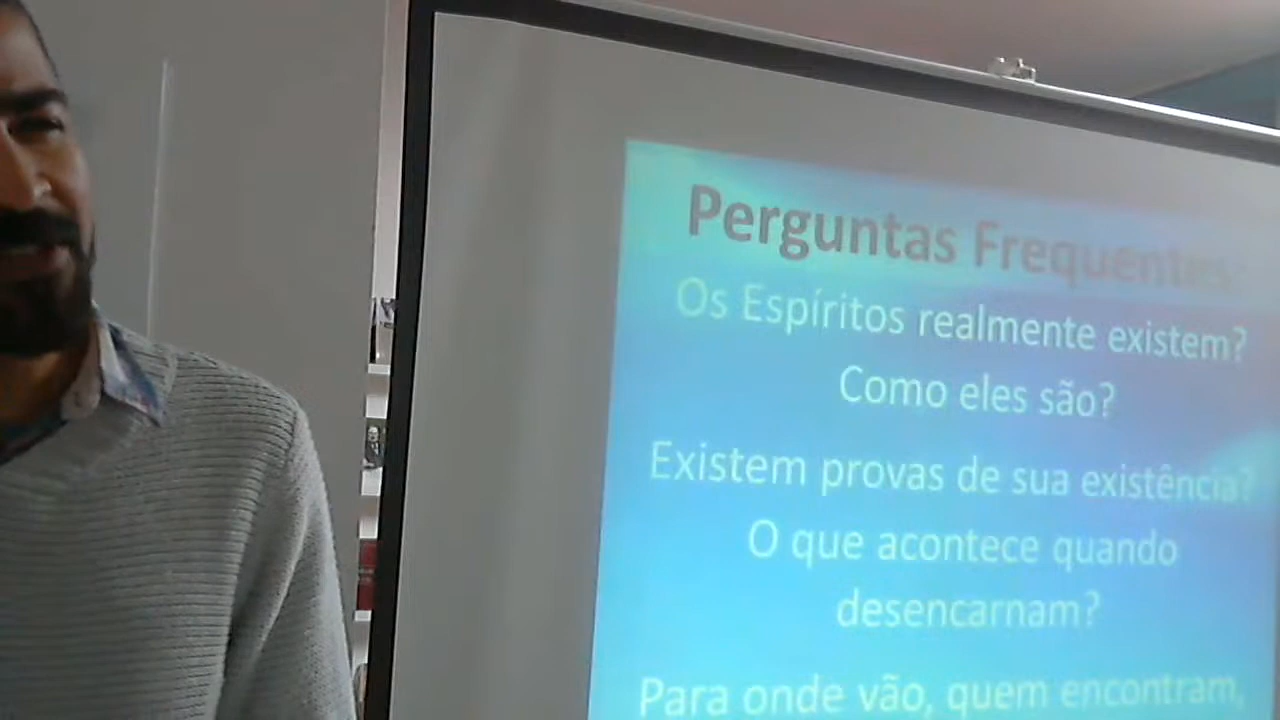 Perguntas Frequentes
Os Espíritos realmente existem?
Como eles são?
Existem provas de sua existência?
O que acontece quando
desencarnam?
Para onde vão, quem encontram,